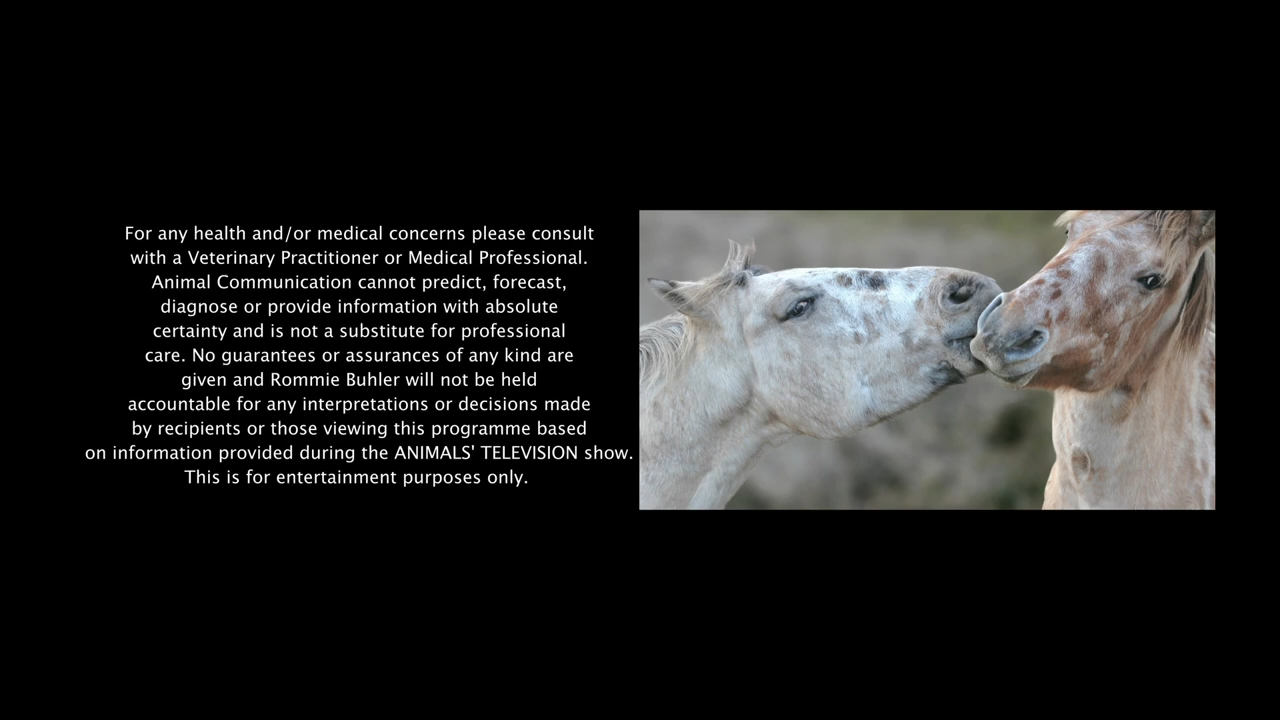 For any health and/or medical concerns please consult
with a Veterinary Practitioner or Medical Professional.
Animal Communication cannot predict, forecast,
diagnose or provide information with absolute
certainty and is not a substitute for professional
care. No guarantees or assurances of any kind are
given and Rommie Buhler will not be held
accountable for any interpretations or decisions made
by recipients or those viewing this programme based
on information provided during the ANIMALS' TELEVISION show.
This is for entertainment purposes only.